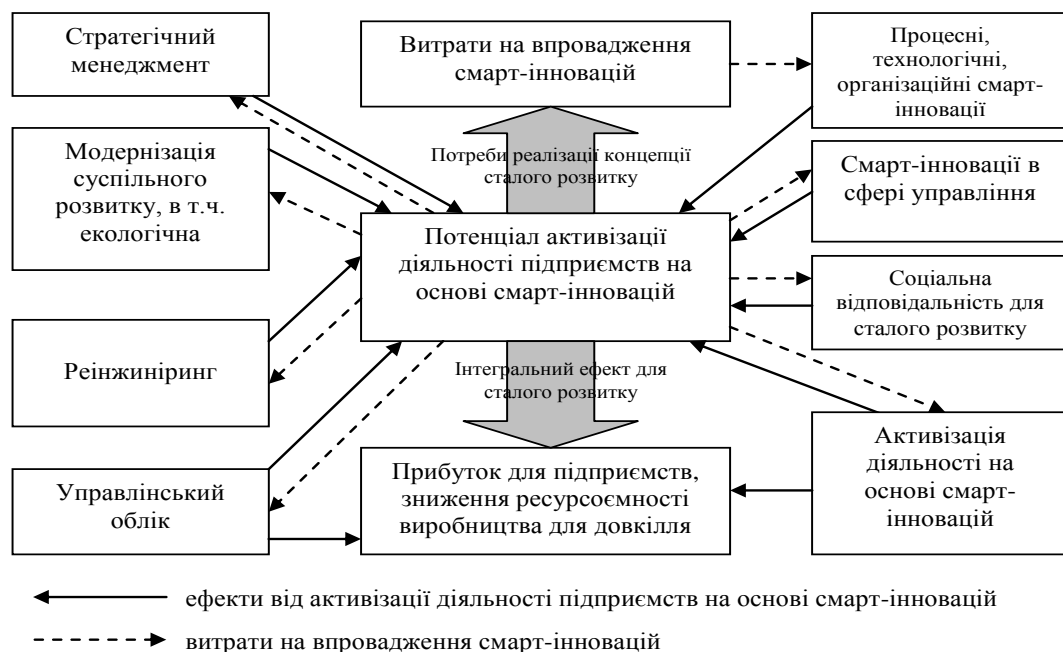 Стратегічний
менеджмент
Витрати на впровадження
смарт-інновацій
Процесні,
технологічні,
організаційні смарт-
інновації
Модернізація
суспільного
розвитку, в т.ч.
екологічна
Потреби реалізації концепції
сталого розвитку
Смарт-інновації в
сфері управління
Потенціал активізації
діяльності підприємств на
основі смарт-інновацій
Соціальна
відповідальність для
сталого розвитку
Реінжиніринг
Інтегральний ефект для
сталого розвитку
Управлінський
облік
Прибуток для підприємств,
зниження ресурсоємності
виробництва для довкілля
Активізація
діяльності на
основі смарт-
інновацій
ефекти від активізації діяльності підприємств на основі смарт-інновацій
витрати на впровадження смарт-інновацій